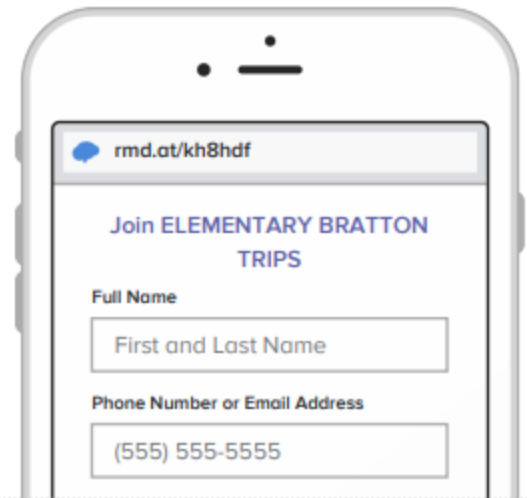 rmd.at/kh8hdf
Join ELEMENTARY BRATTON
TRIPS
Full Name
First and Last Name
Phone Number or Email Address
(555) 555-5555